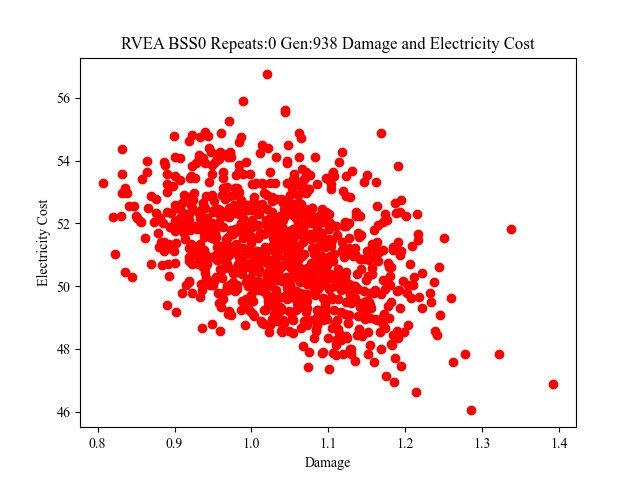 RVEA BSS0 Repeats:0 Gen:938 Damage and Electricity Cost
56
54
52
50
48
46
Electricity Cost
0.8 0.9 1.0 1.1 1.2 1.3 1.4
Damage